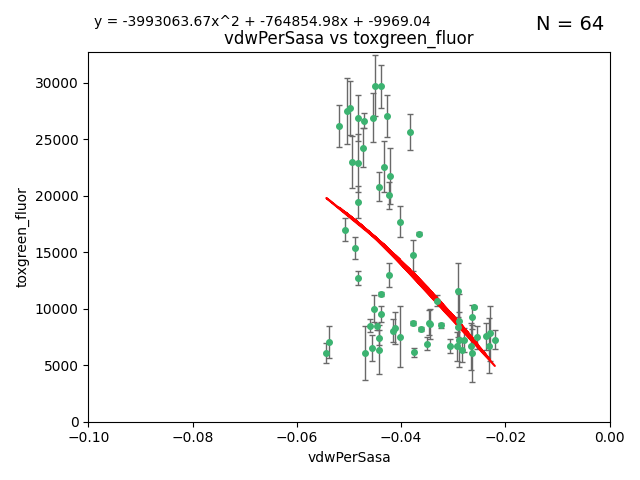 y = -3993063.67x^2 + -764854.98x + -9969.04
N = 64
vdwPerSasa vs toxgreen_fluor
toxgreen_fluor
30000
25000
20000
15000
10000
5000
0
−0.10
−0.08
−0.06
−0.04
−0.02
0.00
vdwPerSasa